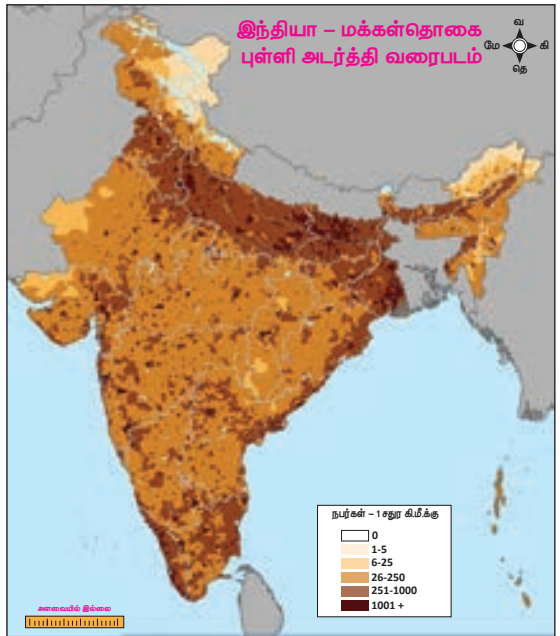 இந்தியா – மக்கள்தொகை
புள்ளி அடர்த்தி வரைபடம்
வ
மே
கி
தெ
நபர்கள் – 1 சதுர கி.மீ.க்கு
0
1-5
6-25
26-250
251-1000
1001 +
அளவையில் இல்லை